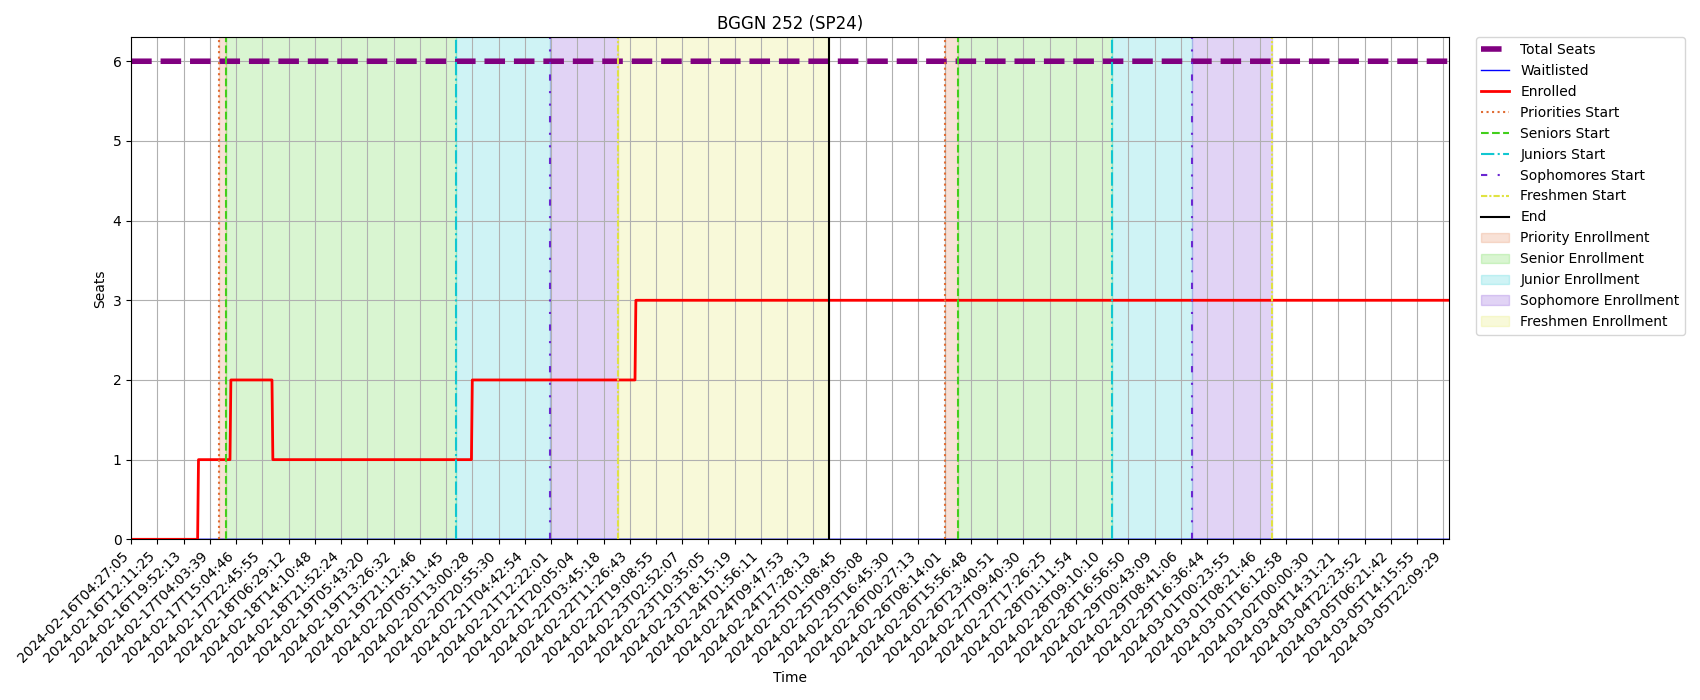 BGGN 252 (SP24)
Seats
6
5
4
3
2
1
0
2024-02-16T04:27:05
2024-02-16T12:11:25
2024-02-16T19:52:13
2024-02-17T04:03:39
2024-02-17T15:04:46
2024-02-17T22:45:55
2024-02-18T06:29:12
2024-02-18T14:10:48
2024-02-18T21:52:24
2024-02-19T05:43:20
2024-02-19T13:26:32
2024-02-19T21:12:46
2024-02-20T05:11:45
2024-02-20T13:00:28
2024-02-20T20:55:30
2024-02-21T04:42:54
2024-02-21T12:22:01
2024-02-21T20:05:04
2024-02-22T03:45:18
2024-02-22T11:26:43
2024-02-22T19:08:55
2024-02-23T02:52:07
2024-02-23T10:35:05
2024-02-23T18:15:19
2024-02-24T01:56:11
2024-02-24T09:47:53
2024-02-24T17:28:13
2024-02-25T01:08:45
2024-02-25T09:05:08
2024-02-25T16:45:30
2024-02-26T00:27:13
2024-02-26T08:14:01
2024-02-26T15:56:48
2024-02-26T23:40:51
2024-02-27T09:40:30
2024-02-27T17:26:25
2024-02-28T01:11:54
2024-02-28T09:10:10
2024-02-28T16:56:50
2024-02-29T00:43:09
2024-02-29T08:41:06
2024-02-29T16:36:44
2024-03-01T00:23:55
2024-03-01T08:21:46
2024-03-01T16:12:58
2024-03-02T00:00:30
2024-03-04T14:31:21
2024-03-04T22:23:52
2024-03-05T06:21:42
2024-03-05T14:15:55
2024-03-05T22:09:29
Time
Total Seats
Waitlisted
Enrolled
Priorities Start
Seniors Start
Juniors Start
Sophomores Start
Freshmen Start
End
Priority Enrollment
Senior Enrollment
Junior Enrollment
Sophomore Enrollment
Freshmen Enrollment